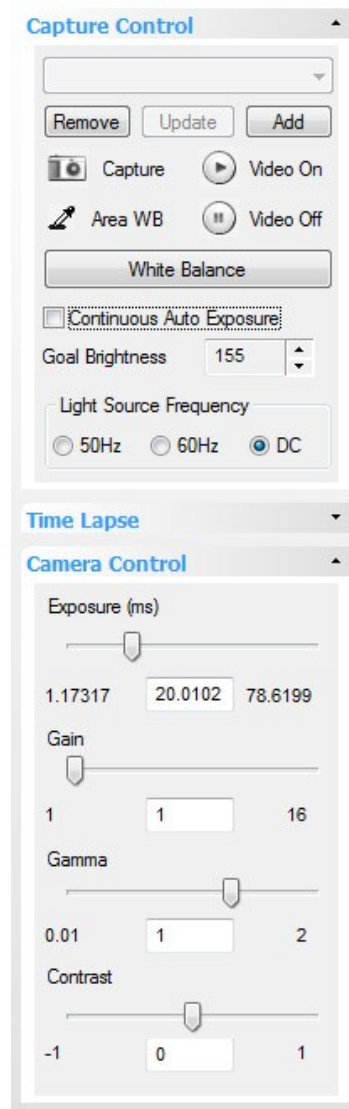 Capture Control
Remove Update Add
Capture Video On
Area WB Video Off
White Balance
Continuous Auto Exposure
Goal Brightness 155
Light Source Frequency
50Hz 60Hz DC
Time Lapse
Camera Control
Exposure (ms)
1.17317 20.0102 78.6199
Gain
1 1 16
Gamma
0.01 1 2
Contrast
-1 0 1